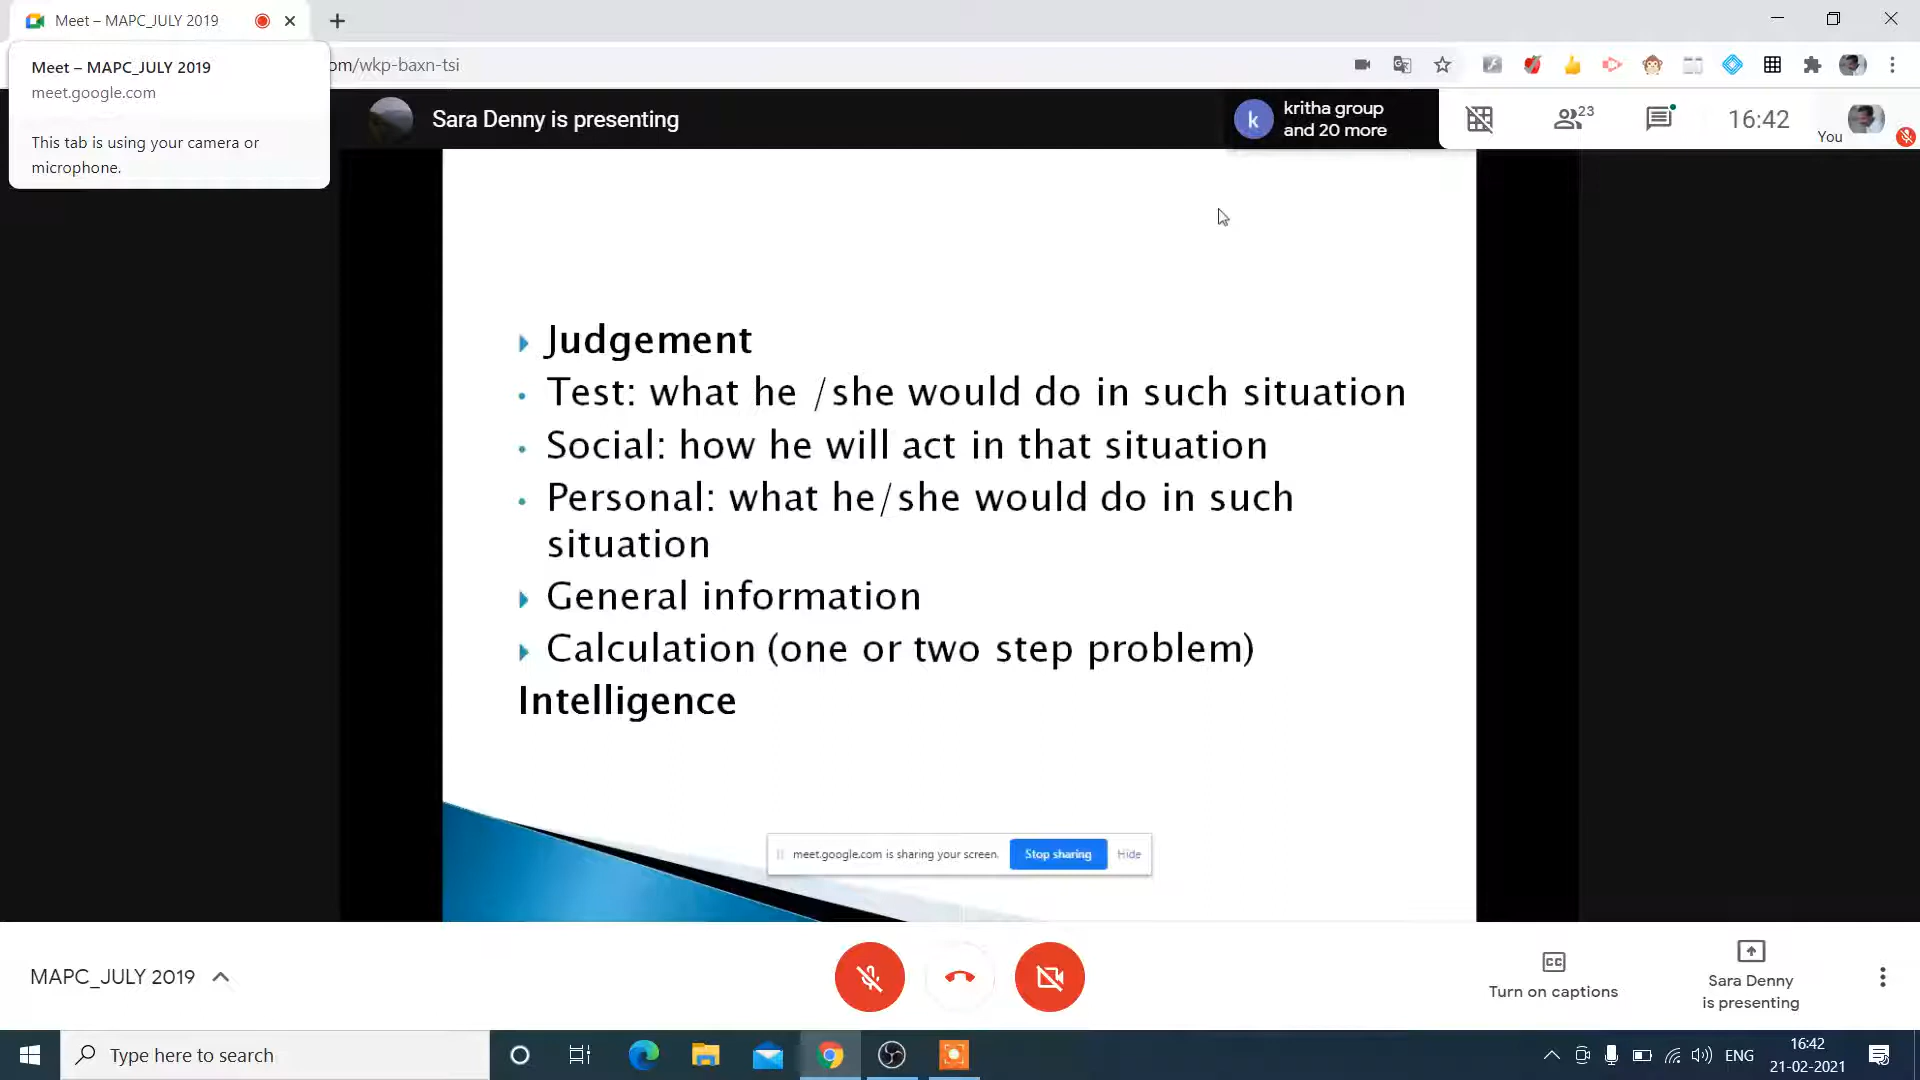 Meet – MAPC_JULY 2019
Meet – MAPC_JULY 2019
meet.google.com
This tab is using your camera or
microphone.
om/wkp-baxn-tsi
Sara Denny is presenting
k
kritha group
and 20 more
23
16:42
You
Judgement
Test: what he /she would do in such situation
Social: how he will act in that situation
Personal: what he/she would do in such
situation
General information
Calculation (one or two step problem)
Intelligence
meet.google.com is sharing your screen.
Stop sharing
Hide
MAPC_JULY 2019
CC
Turn on captions
Sara Denny
is presenting
Type here to search
ENG
16:42
21-02-2021